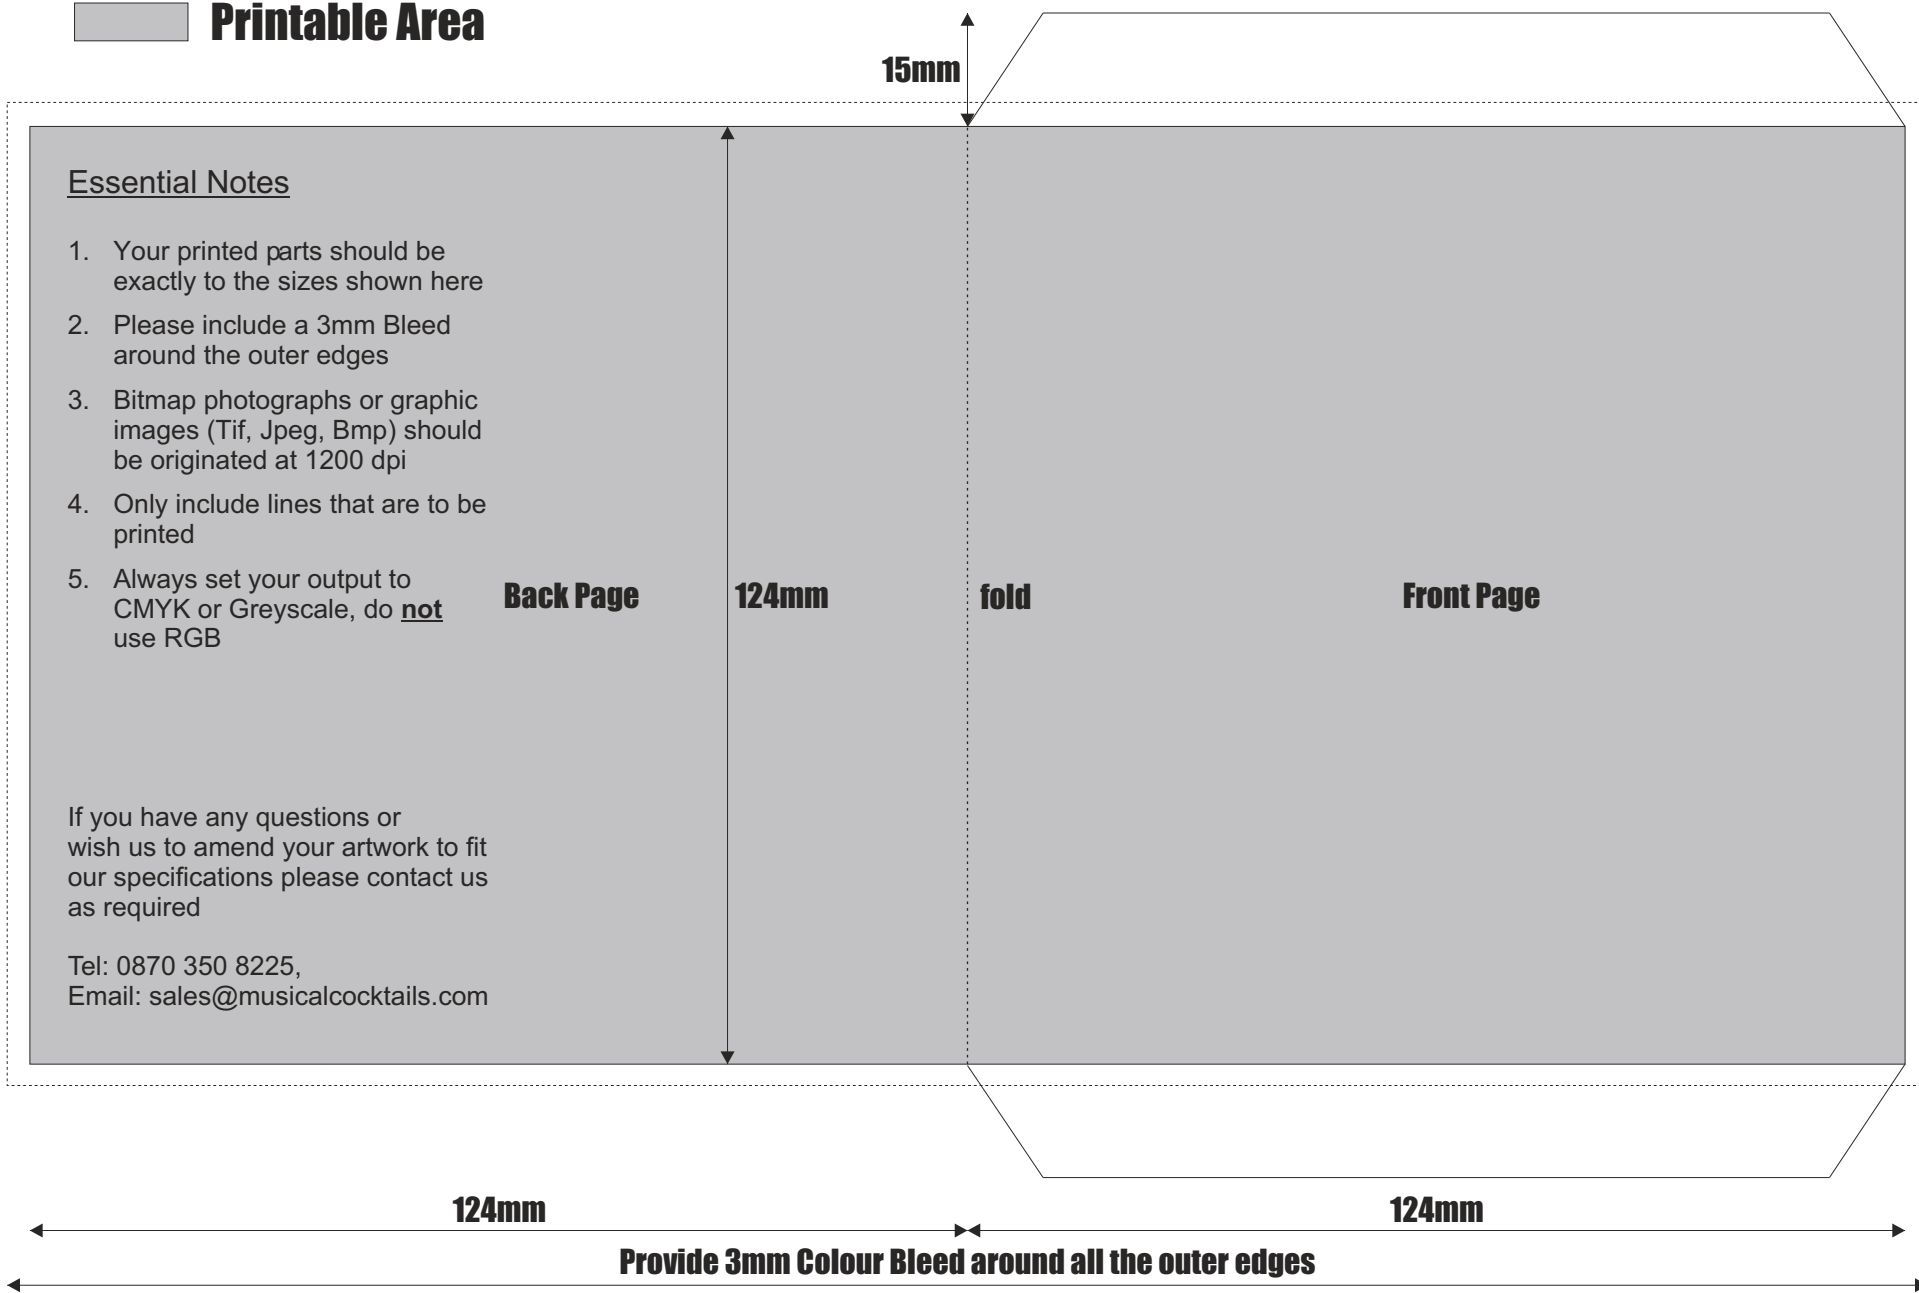 Printable Area
15mm
Essential Notes
1. Your printed parts should be
exactly to the sizes shown here
2. Please include a 3mm Bleed
around the outer edges
3. Bitmap photographs or graphic
images (Tif, Jpeg, Bmp) should
be originated at 1200 dpi
4. Only include lines that are to be
printed
5. Always set your output to
CMYK or Greyscale, do not
use RGB
Back Page
124mm
fold
Front Page
If you have any questions or
wish us to amend your artwork to fit
our specifications please contact us
as required
Tel: 0870 350 8225,
Email: sales@musicalcocktails.com
124mm
124mm
Provide 3mm Colour Bleed around all the outer edges